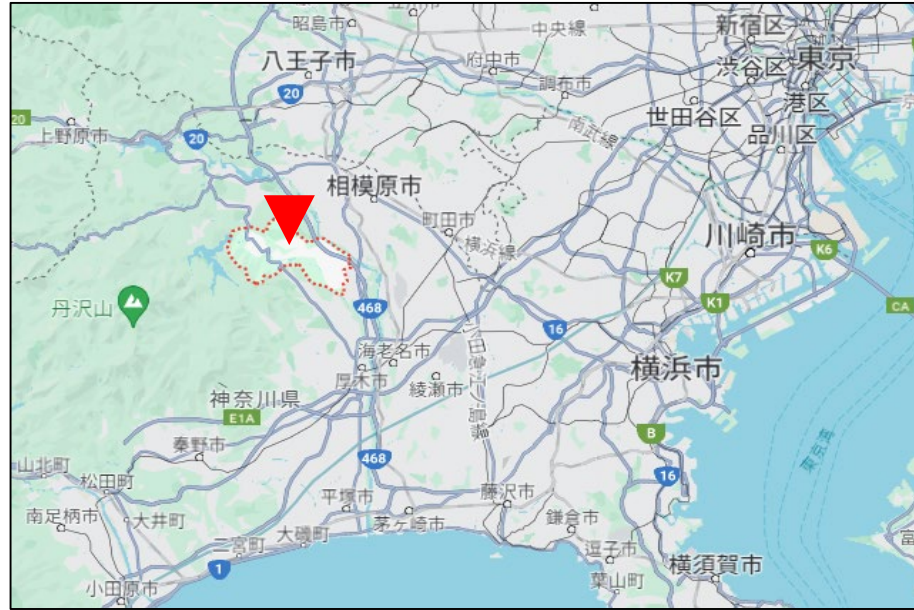 昭島市
中央線
新宿区
東京
八王子市
府中市
渋谷区
20
調布市
港区
20
上野原市
20
南武線
世田谷区
品川区
相模原市
町田市
横浜線
川崎市
K6
K7
K1
丹沢山
468
CA
16
海老名市
小田急江ノ島線
横浜市
厚木市
綾瀬市
神奈川県
E1A
秦野市
B
東京湾
山北町
松田町
468
16
平塚市
藤沢市
南足柄市
大井町
大磯町
茅ヶ崎市
鎌倉市
二宮町
逗子市
横須賀市
富
1
葉山町
小田原市